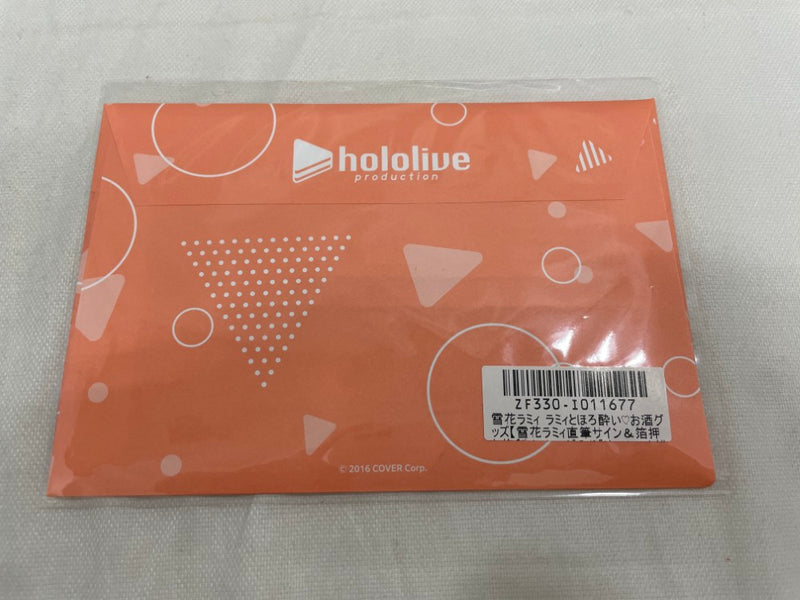 hololive
production
ZF330-I011677
雪花ラミィ ラミィとほろ酔い♡お酒グ
ッズ【雪花ラミィ直筆サイン＆箔押
© 2016 COVER Corp.